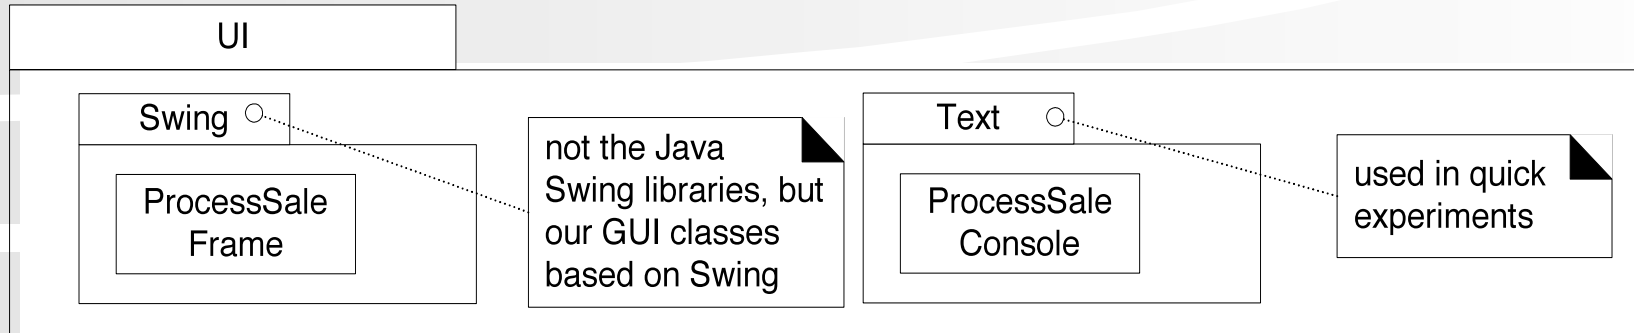 UI
Swing
ProcessSale
Frame
not the Java
Swing libraries, but
our GUI classes
based on Swing
Text
ProcessSale
Console
used in quick
experiments